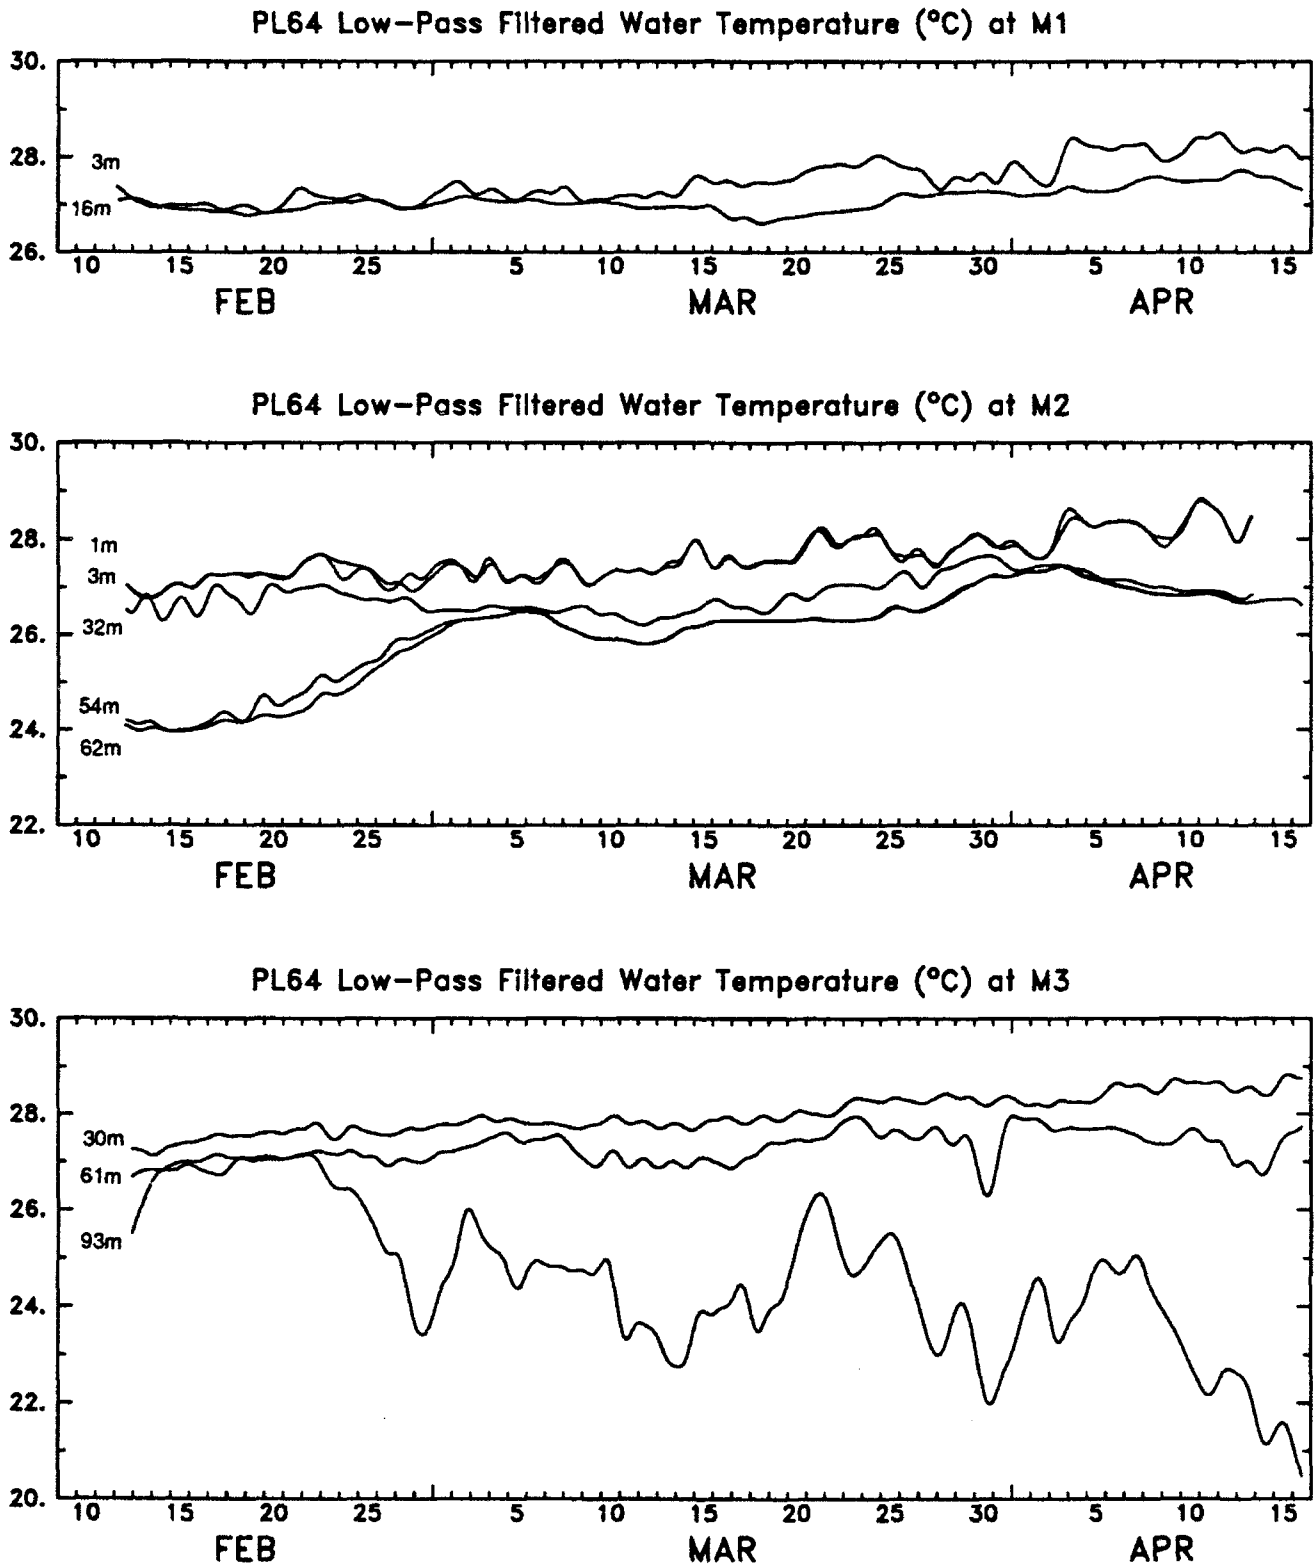 PL64 Low-Pass Filtered Water Temperature (°C) at M1
30.
28.
26.
3m
16m
10 15 20 25 5 10 15 20 25 30 5 10 15
FEB MAR APR
PL64 Low-Pass Filtered Water Temperature (°C) at M2
30.
28.
26.
24.
22.
1m
3m
32m
54m
62m
10 15 20 25 5 10 15 20 25 30 5 10 15
FEB MAR APR
PL64 Low-Pass Filtered Water Temperature (°C) at M3
30.
28.
26.
24.
22.
20.
30m
61m
93m
10 15 20 25 5 10 15 20 25 30 5 10 15
FEB MAR APR